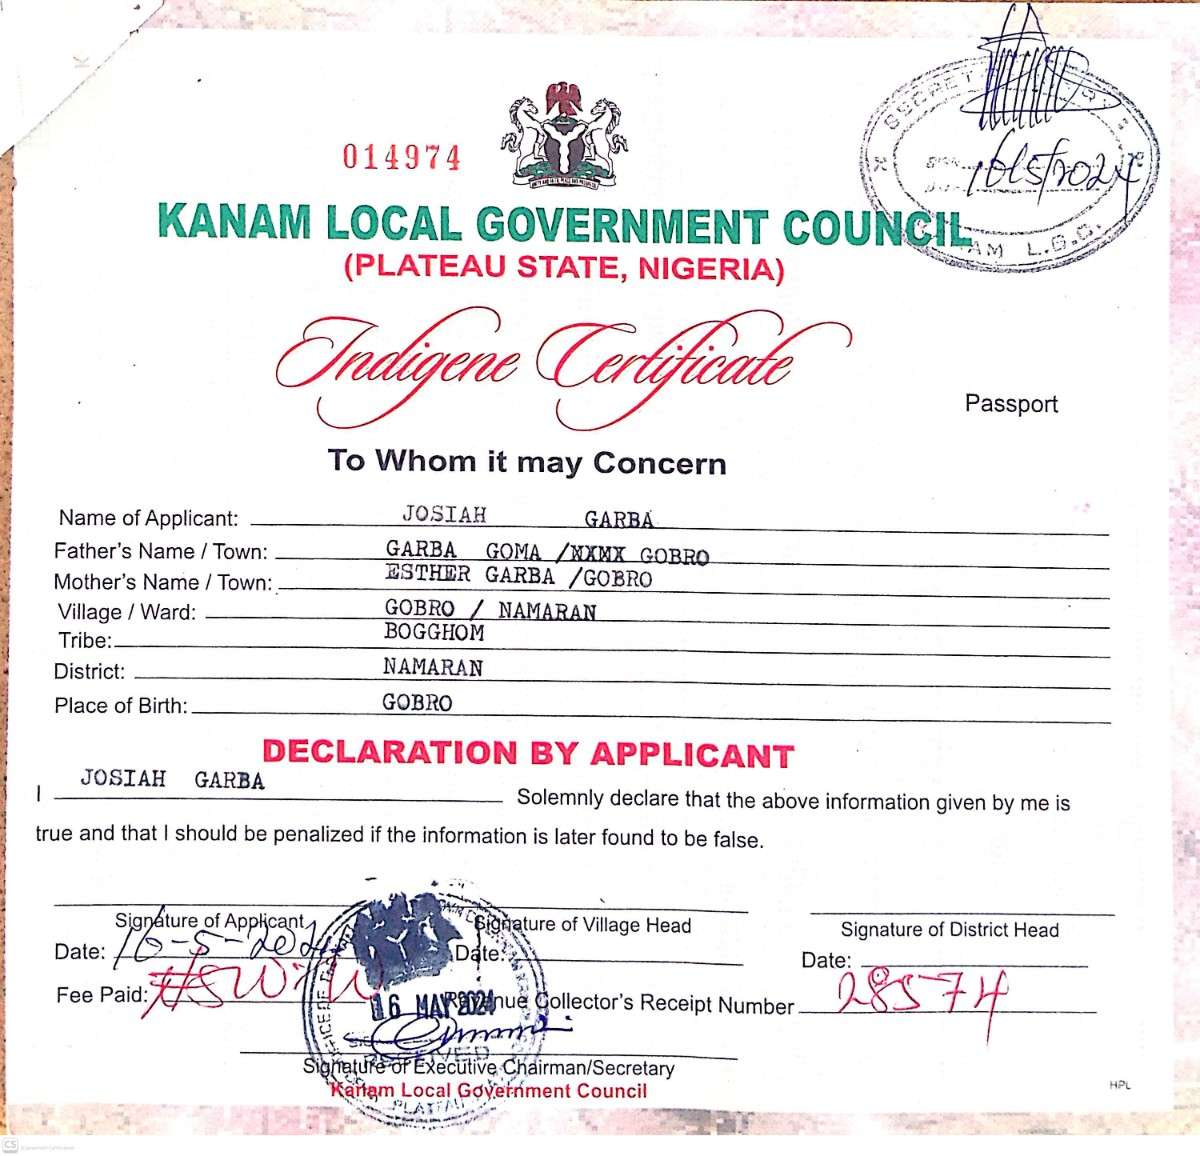 014974
SECRETARY
16/5/2024
KANAM L.G.C.
KANAM LOCAL GOVERNMENT COUNCIL
(PLATEAU STATE, NIGERIA)
Indigene Certificate
Passport
To Whom it may Concern
Name of Applicant: JOSIAH GARBA
Father's Name / Town: GARBA GOMA /XXMX GOBRO
Mother's Name / Town: ESTHER GARBA /GOBRO
Village / Ward: GOBRO / NAMARAN
Tribe: BOGGHOM
District: NAMARAN
Place of Birth: GOBRO
DECLARATION BY APPLICANT
I JOSIAH GARBA Solemnly declare that the above information given by me is
true and that I should be penalized if the information is later found to be false.
Signature of Applicant Signature of Village Head Signature of District Head
Date: 16-5-2024 Date: Date:
Fee Paid: Revenue Collector's Receipt Number 28574
16 MAY 2024
RECEIVED
Signature of Executive Chairman/Secretary
Kanam Local Government Council
HPL
CS